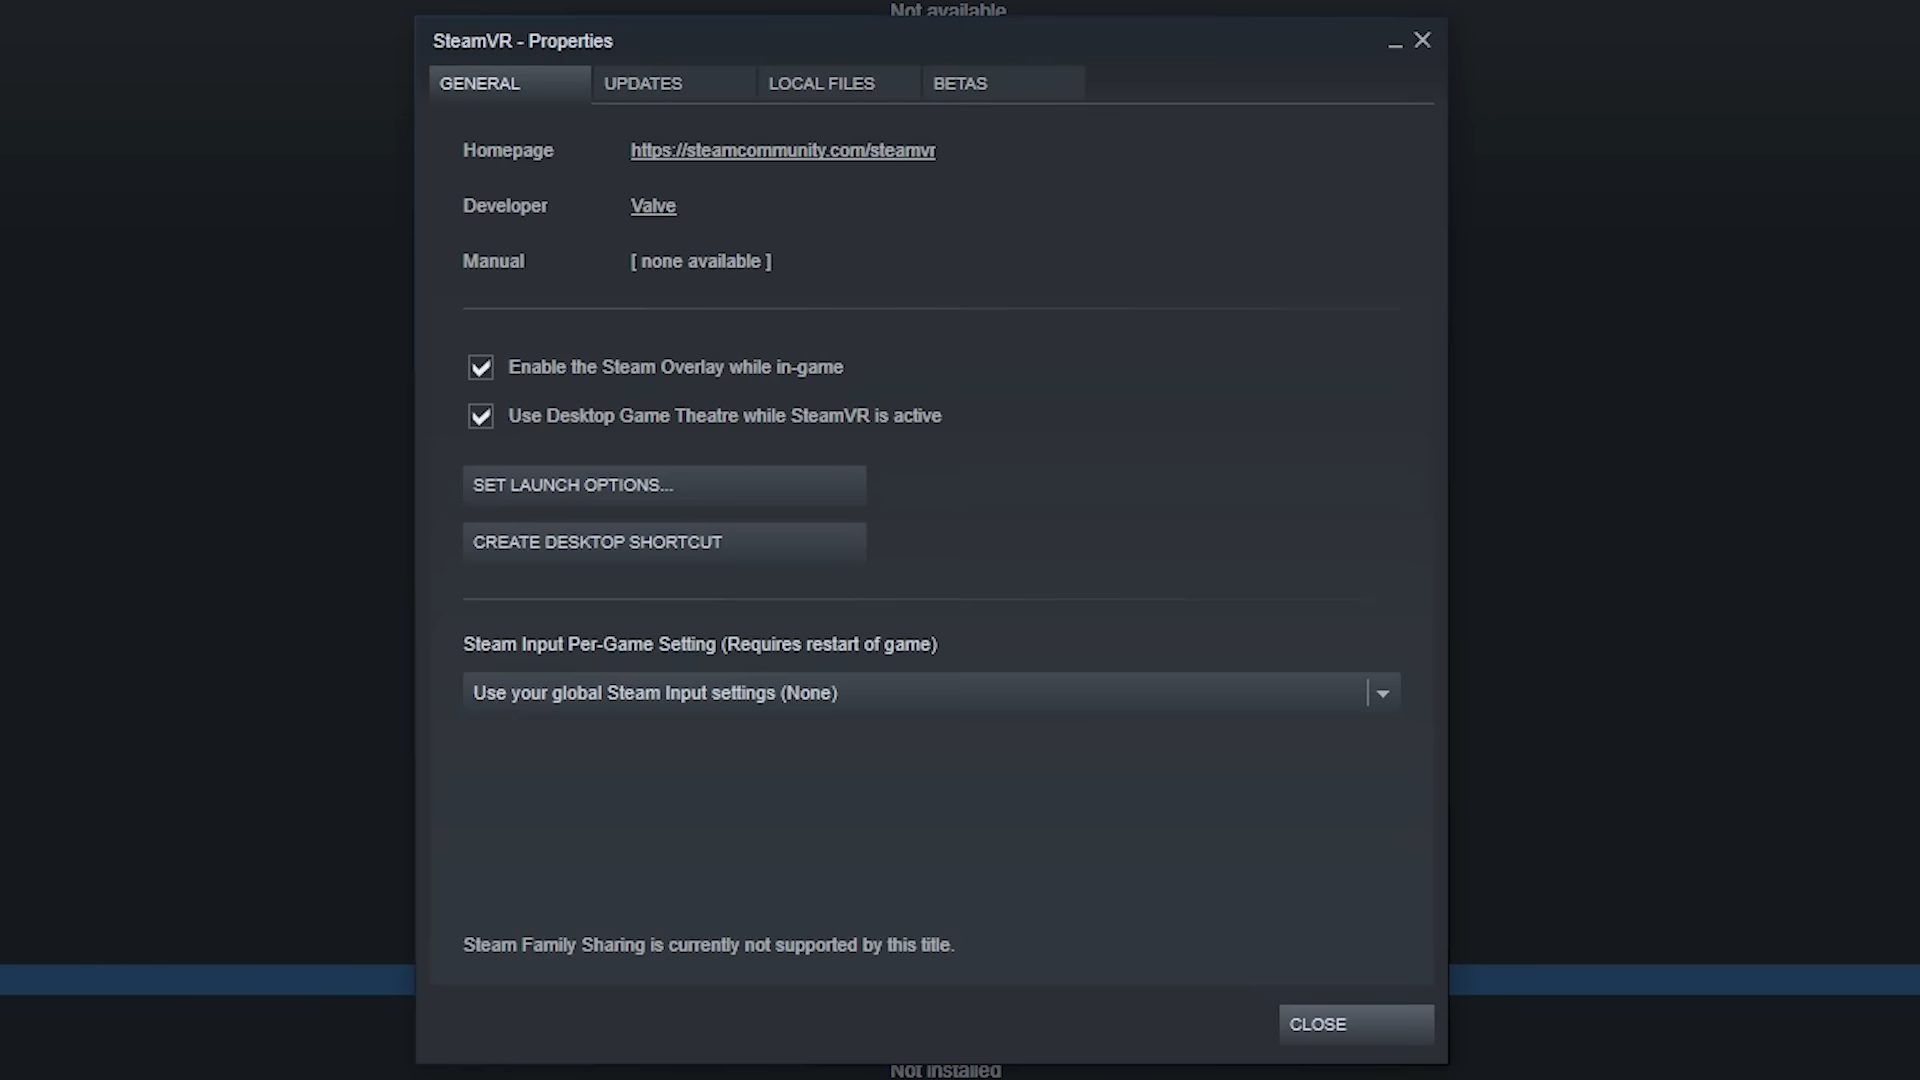 Not available
SteamVR - Properties
GENERAL UPDATES LOCAL FILES BETAS
Homepage https://steamcommunity.com/steamvr
Developer Valve
Manual [ none available ]
Enable the Steam Overlay while in-game
Use Desktop Game Theatre while SteamVR is active
SET LAUNCH OPTIONS...
CREATE DESKTOP SHORTCUT
Steam Input Per-Game Setting (Requires restart of game)
Use your global Steam Input settings (None)
Steam Family Sharing is currently not supported by this title.
CLOSE
Not installed